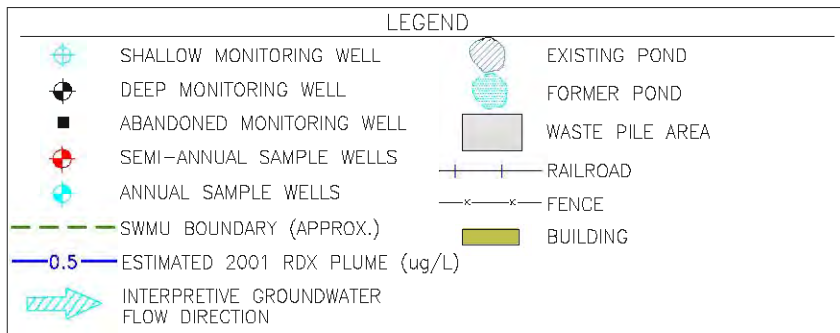 LEGEND
SHALLOW MONITORING WELL
DEEP MONITORING WELL
ABANDONED MONITORING WELL
SEMI-ANNUAL SAMPLE WELLS
ANNUAL SAMPLE WELLS
SWMU BOUNDARY (APPROX.)
0.5 ESTIMATED 2001 RDX PLUME (ug/L)
INTERPRETIVE GROUNDWATER
FLOW DIRECTION
EXISTING POND
FORMER POND
WASTE PILE AREA
RAILROAD
FENCE
BUILDING